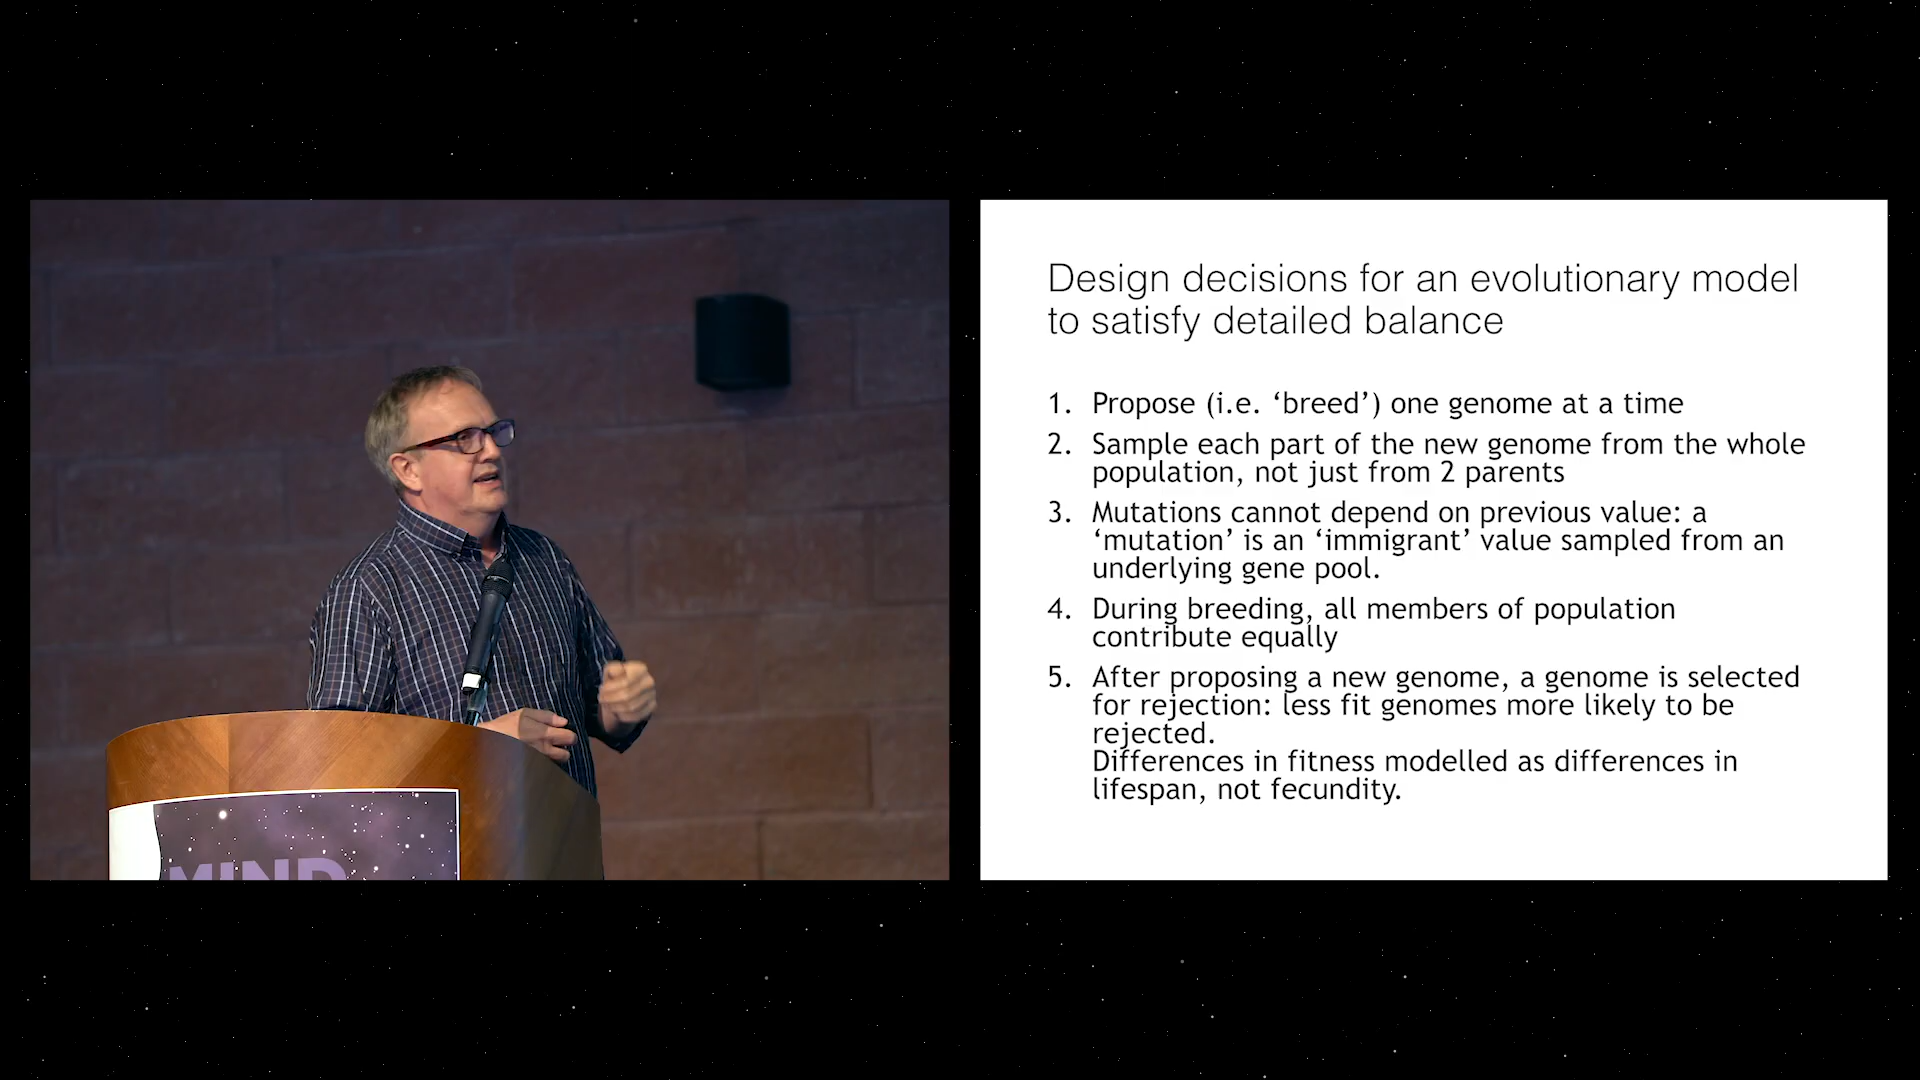 Design decisions for an evolutionary model
to satisfy detailed balance
1. Propose (i.e. ‘breed’) one genome at a time
2. Sample each part of the new genome from the whole
population, not just from 2 parents
3. Mutations cannot depend on previous value: a
‘mutation’ is an ‘immigrant’ value sampled from an
underlying gene pool.
4. During breeding, all members of population
contribute equally
5. After proposing a new genome, a genome is selected
for rejection: less fit genomes more likely to be
rejected.
Differences in fitness modelled as differences in
lifespan, not fecundity.
MIND